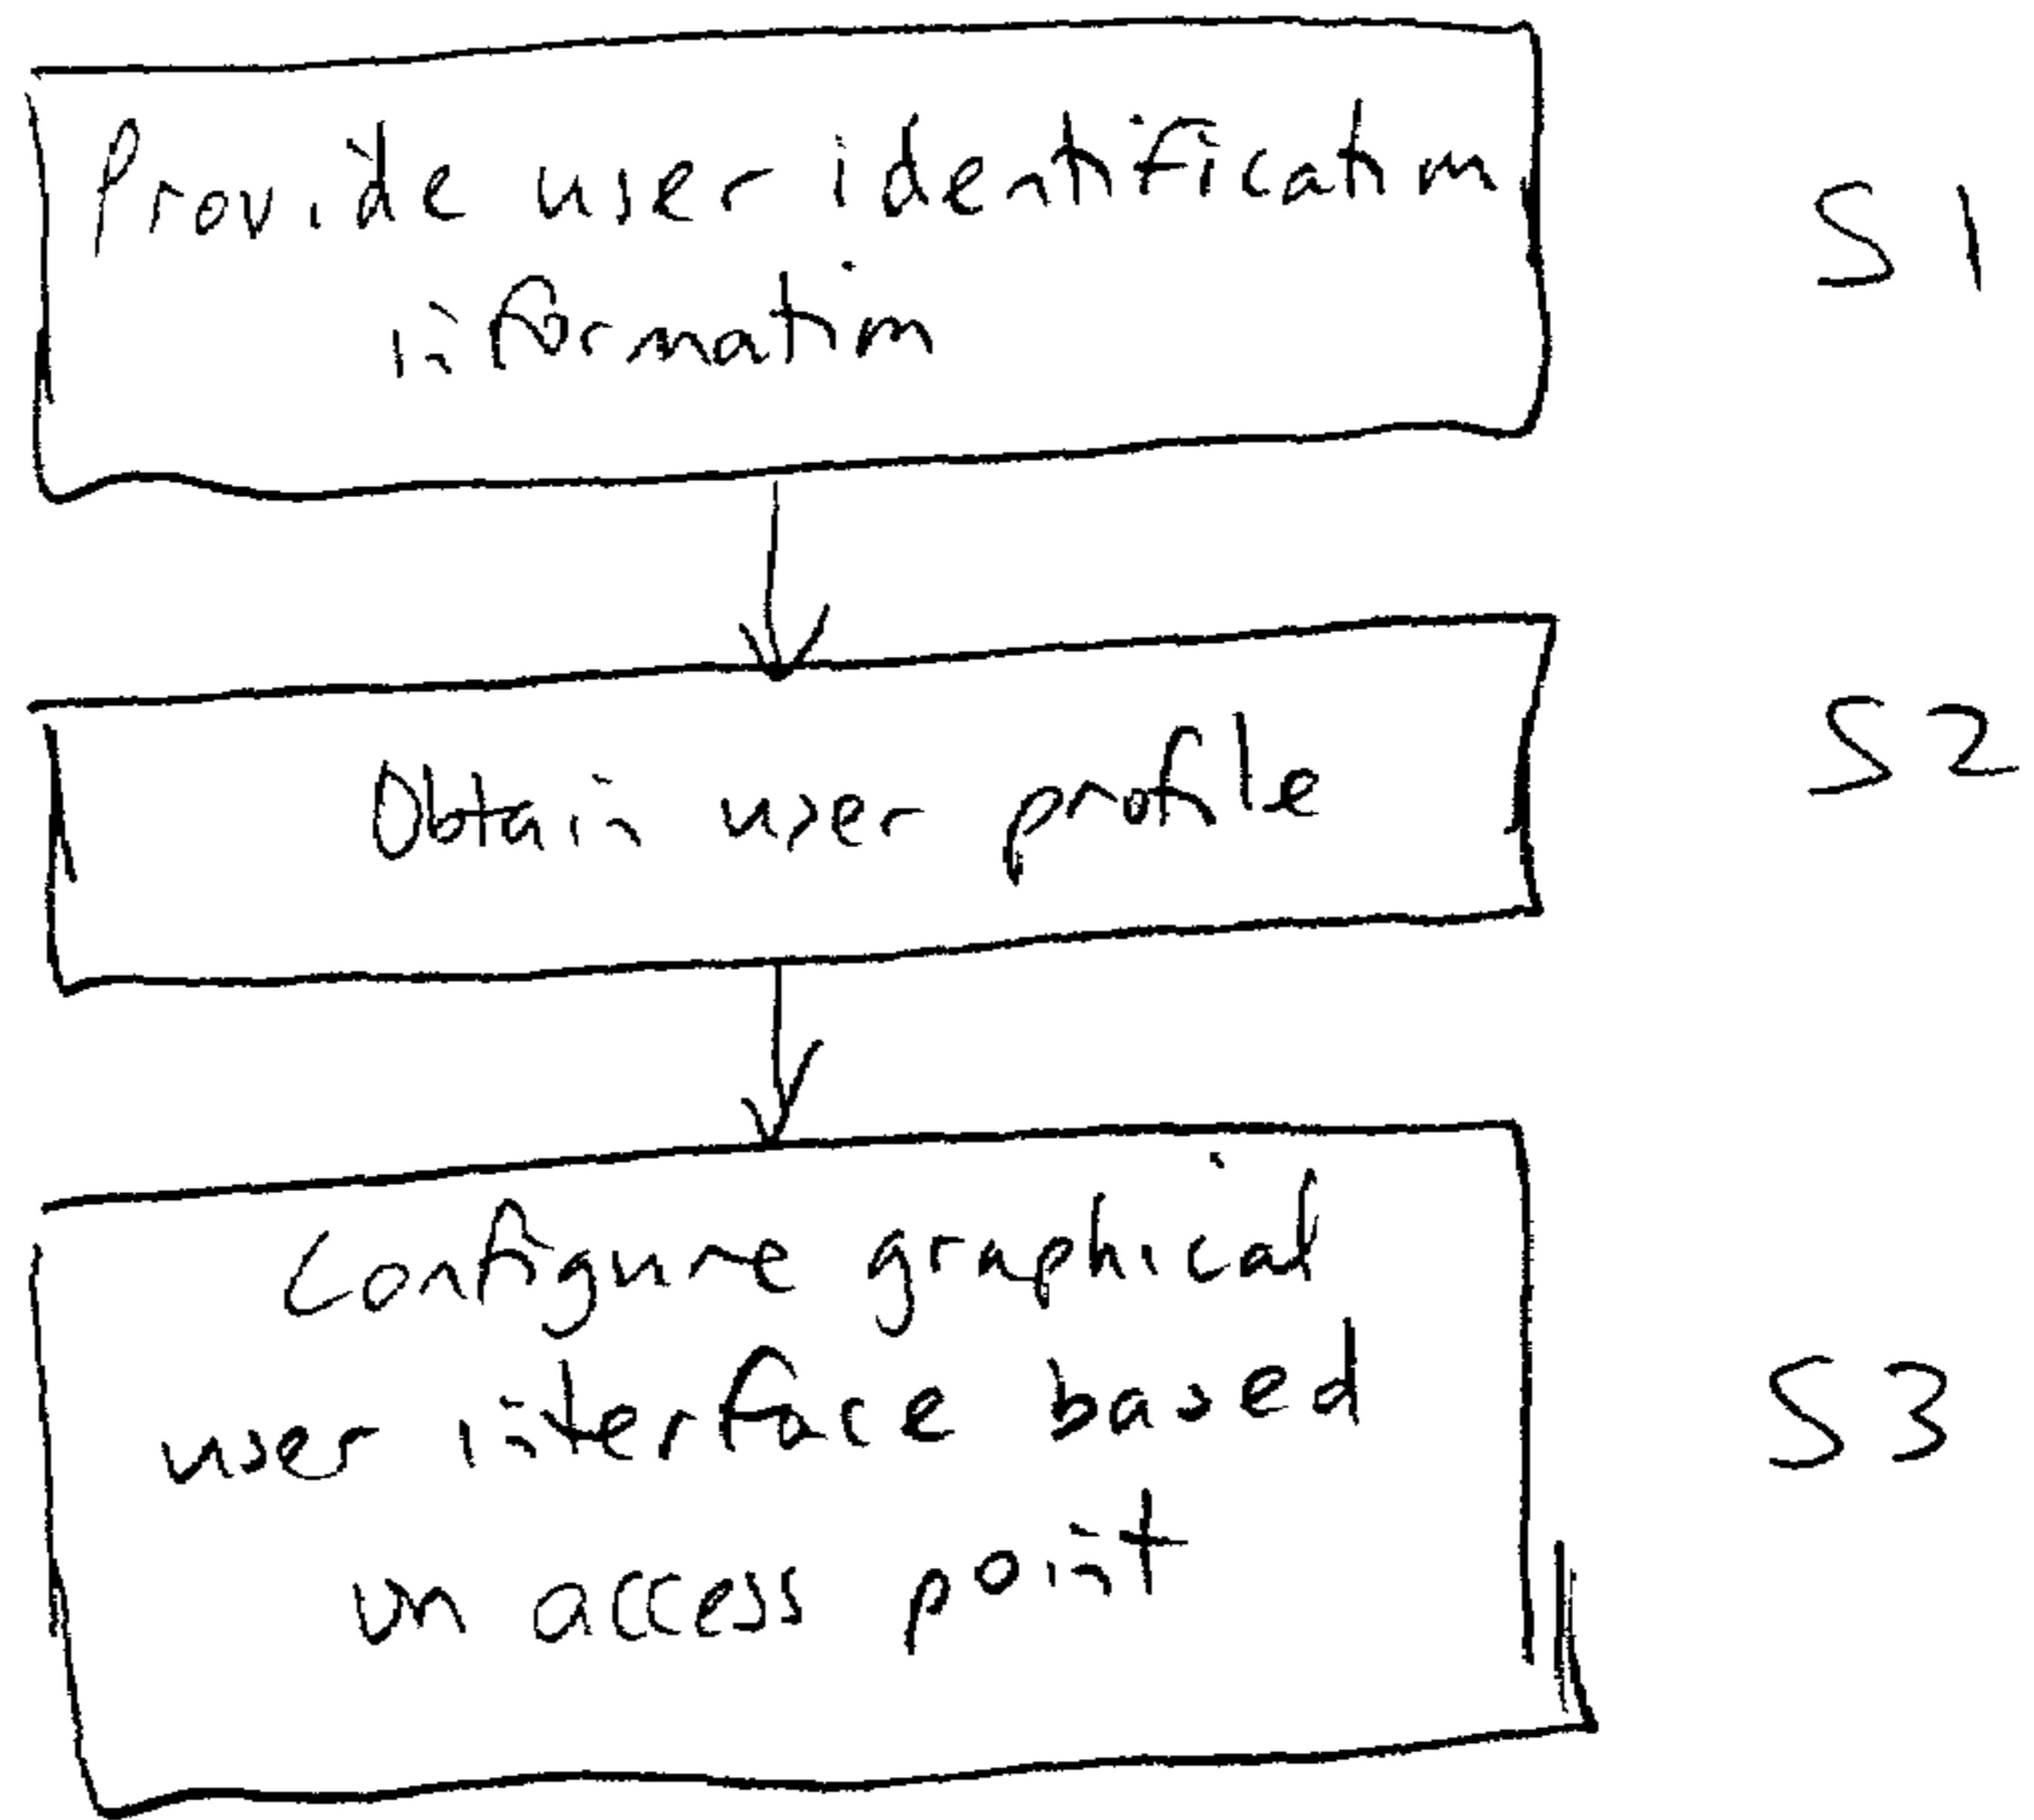 Provide user identification
information
S1
Obtain user profile
S2
Configure graphical
user interface based
on access point
S3